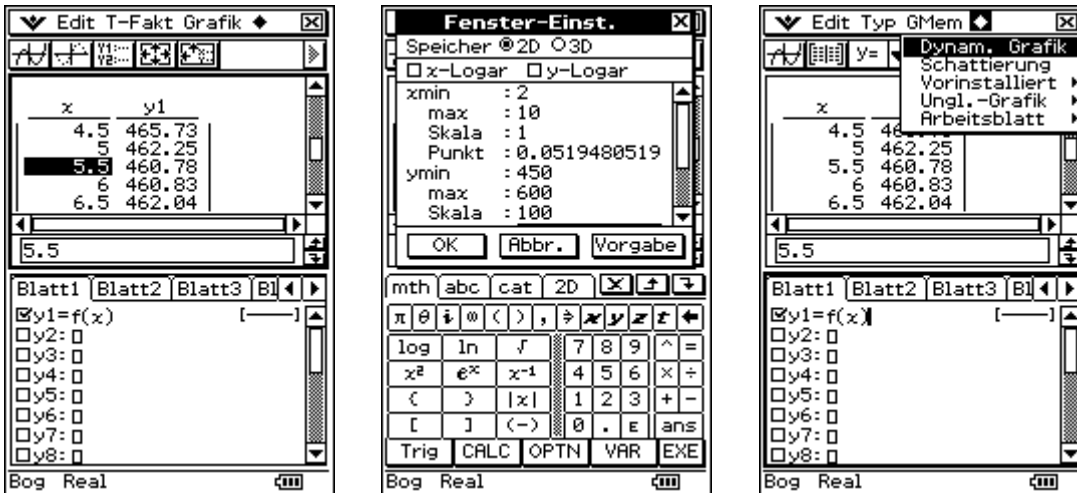 Edit T-Fakt Grafik ◆
Y1:...
Y2:...
x y1
4.5 465.73
5 462.25
5.5 460.78
6 460.83
6.5 462.04
5.5
Blatt1 Blatt2 Blatt3 Bl
y1=f(x) [——]
y2:
y3:
y4:
y5:
y6:
y7:
y8:
Bog Real
Fenster-Einst.
Speicher 2D 3D
x-Logar y-Logar
xmin :2
max :10
Skala :1
Punkt :0.0519480519
ymin :450
max :600
Skala :100
OK Abbr. Vorgabe
mth abc cat 2D
π θ i ∞ ( ) , ⇒ x y z t
log ln √ 7 8 9 ^ =
x² eˣ x⁻¹ 4 5 6 × ÷
{ } |x| 1 2 3 + −
[ ] (−) 0 . E ans
Trig CALC OPTN VAR EXE
Bog Real
Edit Typ GMem ◆
y=
Dynam. Grafik
Schattierung
Vorinstalliert
Ungl.-Grafik
Arbeitsblatt
x
4.5
5 462.25
5.5 460.78
6 460.83
6.5 462.04
5.5
Blatt1 Blatt2 Blatt3 Bl
y1=f(x) [——]
y2:
y3:
y4:
y5:
y6:
y7:
y8:
Bog Real